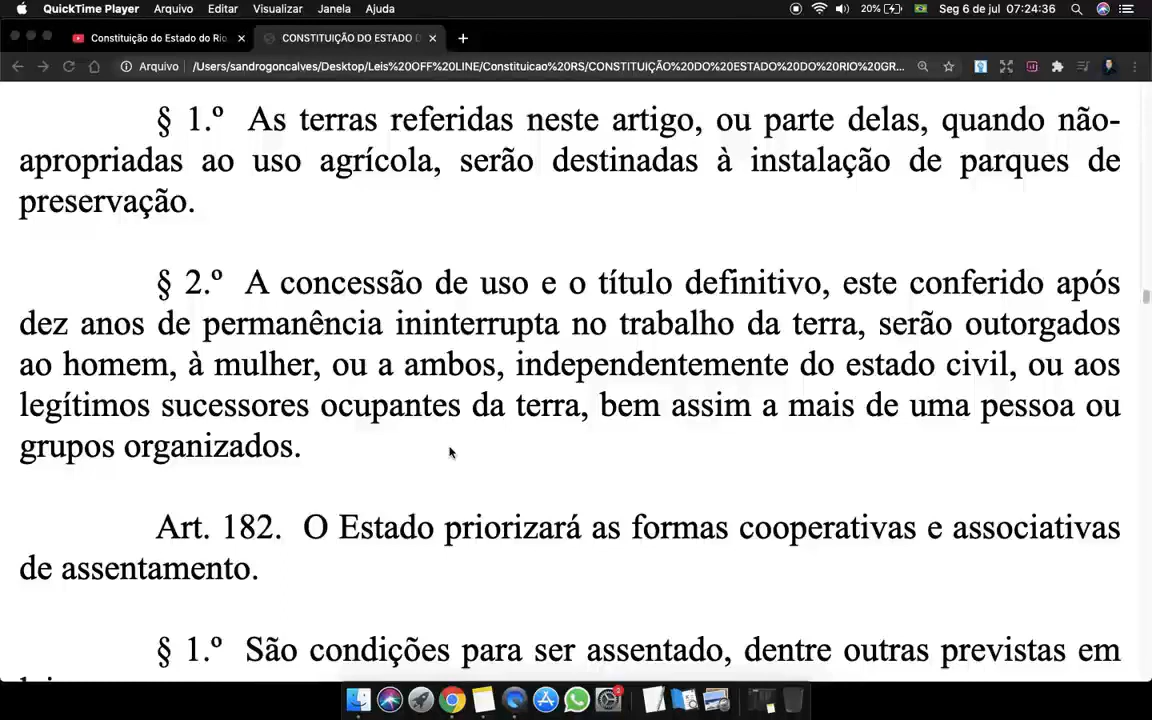 QuickTime Player Arquivo Editar Visualizar Janela Ajuda 20% Seg 6 de jul 07:24:36
Constituição do Estado do Rio CONSTITUIÇÃO DO ESTADO
Arquivo /Users/sandrogoncalves/Desktop/Leis%20OFF%20LINE/Constituicao%20RS/CONSTITUIÇÃO%20DO%20ESTADO%20DO%20RIO%20GR...
§ 1.º As terras referidas neste artigo, ou parte delas, quando não-
apropriadas ao uso agrícola, serão destinadas à instalação de parques de
preservação.
§ 2.º A concessão de uso e o título definitivo, este conferido após
dez anos de permanência ininterrupta no trabalho da terra, serão outorgados
ao homem, à mulher, ou a ambos, independentemente do estado civil, ou aos
legítimos sucessores ocupantes da terra, bem assim a mais de uma pessoa ou
grupos organizados.
Art. 182. O Estado priorizará as formas cooperativas e associativas
de assentamento.
§ 1.º São condições para ser assentado, dentre outras previstas em